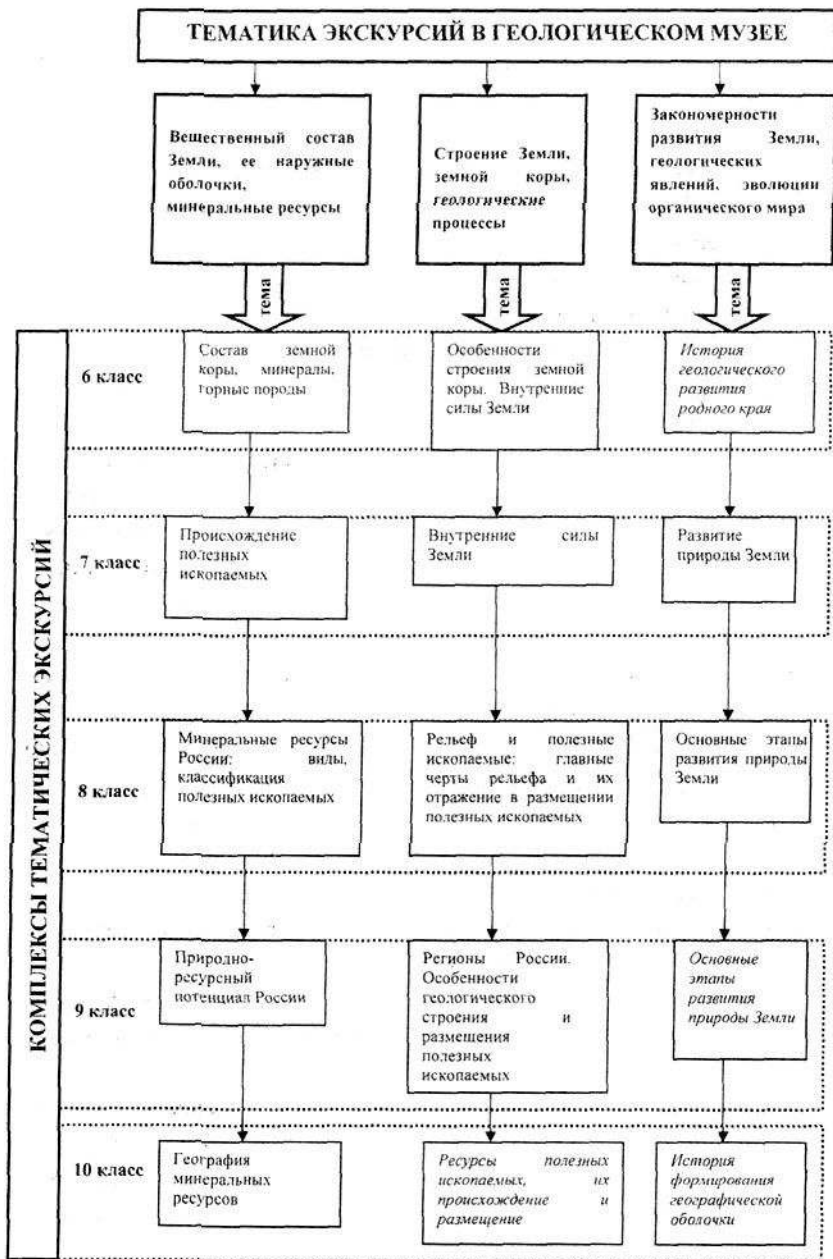 ТЕМАТИКА ЭКСКУРСИЙ В ГЕОЛОГИЧЕСКОМ МУЗЕЕ
Вещественный состав
Земли, ее наружные
оболочки,
минеральные ресурсы
Строение Земли,
земной коры,
геологические
процессы
Закономерности
развития Земли,
геологических
явлений, эволюции
органического мира
тема
тема
тема
КОМПЛЕКСЫ ТЕМАТИЧЕСКИХ ЭКСКУРСИЙ
6 класс
Состав земной
коры, минералы,
горные породы
Особенности
строения земной
коры. Внутренние
силы Земли
История
геологического
развития
родного края
7 класс
Происхождение
полезных
ископаемых
Внутренние силы
Земли
Развитие
природы Земли
8 класс
Минеральные ресурсы
России: виды,
классификация
полезных ископаемых
Рельеф и полезные
ископаемые: главные
черты рельефа и их
отражение в размещении
полезных ископаемых
Основные этапы
развития природы
Земли
9 класс
Природно-
ресурсный
потенциал России
Регионы России.
Особенности
геологического
строения и
размещения
полезных
ископаемых
Основные
этапы
развития
природы Земли
10 класс
География
минеральных
ресурсов
Ресурсы полезных
ископаемых, их
происхождение и
размещение
История
формирования
географической
оболочки